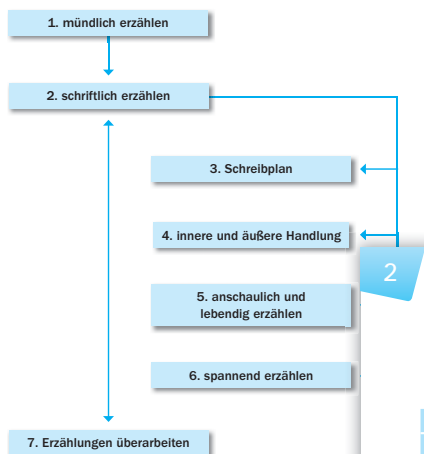 1. mündlich erzählen
2. schriftlich erzählen
3. Schreibplan
4. innere und äußere Handlung
2
5. anschaulich und
lebendig erzählen
6. spannend erzählen
7. Erzählungen überarbeiten